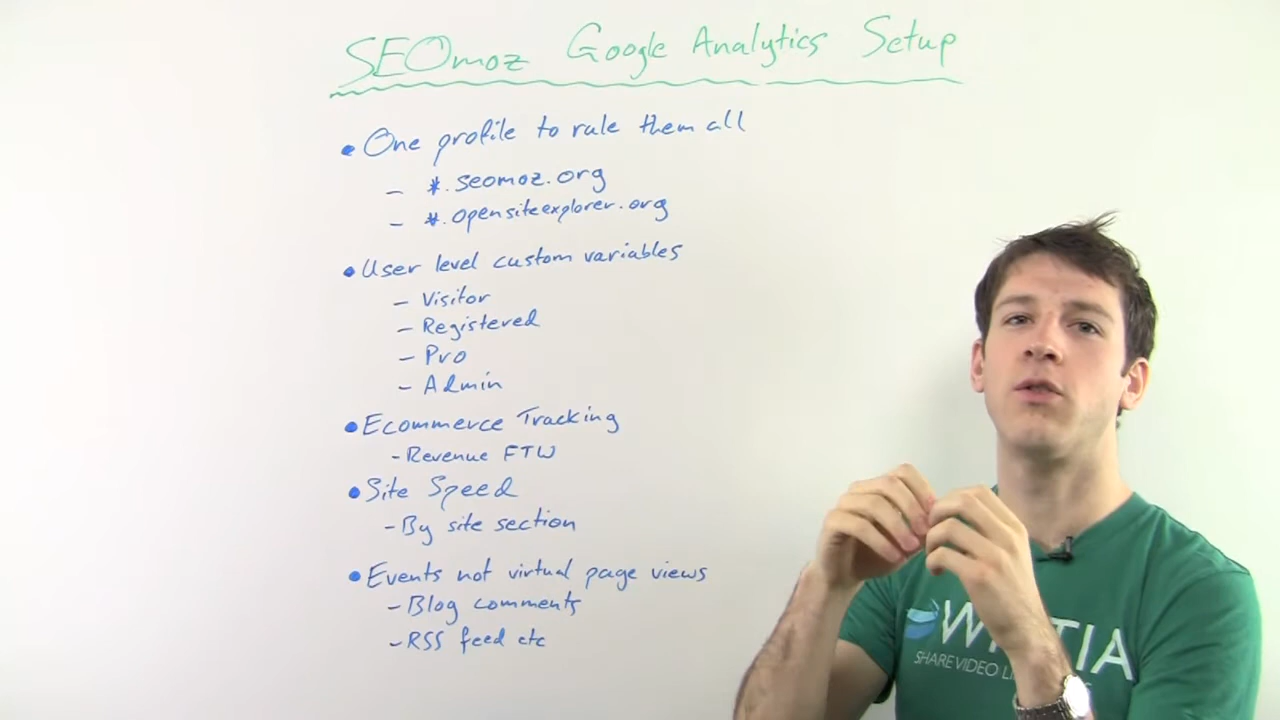 SEOmoz Google Analytics Setup
• One profile to rule them all
– *.seomoz.org
– *.opensiteexplorer.org
• User level custom variables
– Visitor
– Registered
– Pro
– Admin
• Ecommerce Tracking
- Revenue FTW
• Site Speed
- By site section
• Events not virtual page views
- Blog comments
- RSS feed etc
SHARE VIDEO